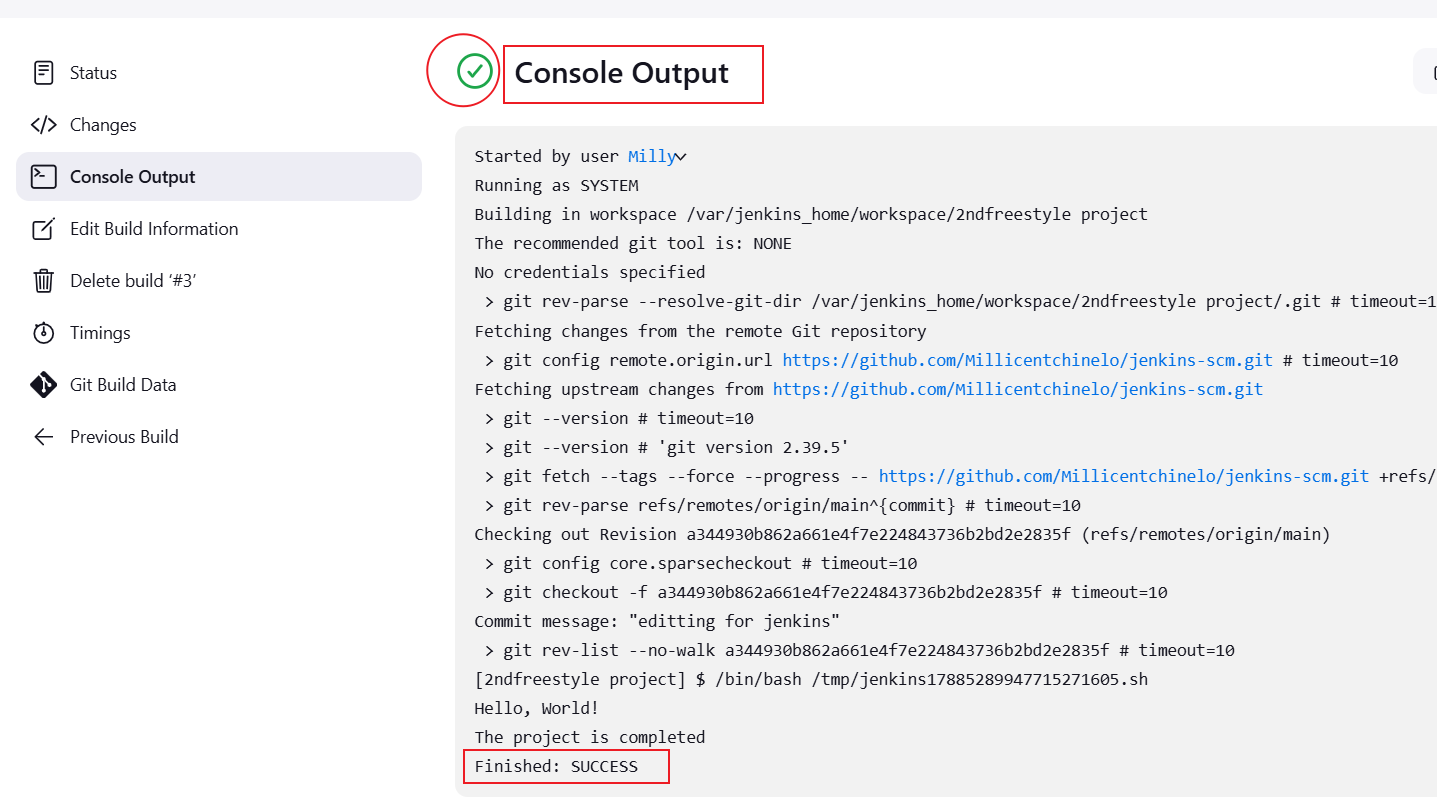 Status
Changes
Console Output
Edit Build Information
Delete build ‘#3’
Timings
Git Build Data
Previous Build
Console Output
Started by user Milly
Running as SYSTEM
Building in workspace /var/jenkins_home/workspace/2ndfreestyle project
The recommended git tool is: NONE
No credentials specified
> git rev-parse --resolve-git-dir /var/jenkins_home/workspace/2ndfreestyle project/.git # timeout=1
Fetching changes from the remote Git repository
> git config remote.origin.url https://github.com/Millicentchinelo/jenkins-scm.git # timeout=10
Fetching upstream changes from https://github.com/Millicentchinelo/jenkins-scm.git
> git --version # timeout=10
> git --version # 'git version 2.39.5'
> git fetch --tags --force --progress -- https://github.com/Millicentchinelo/jenkins-scm.git +refs/
> git rev-parse refs/remotes/origin/main^{commit} # timeout=10
Checking out Revision a344930b862a661e4f7e224843736b2bd2e2835f (refs/remotes/origin/main)
> git config core.sparsecheckout # timeout=10
> git checkout -f a344930b862a661e4f7e224843736b2bd2e2835f # timeout=10
Commit message: "editting for jenkins"
> git rev-list --no-walk a344930b862a661e4f7e224843736b2bd2e2835f # timeout=10
[2ndfreestyle project] $ /bin/bash /tmp/jenkins17885289947715271605.sh
Hello, World!
The project is completed
Finished: SUCCESS